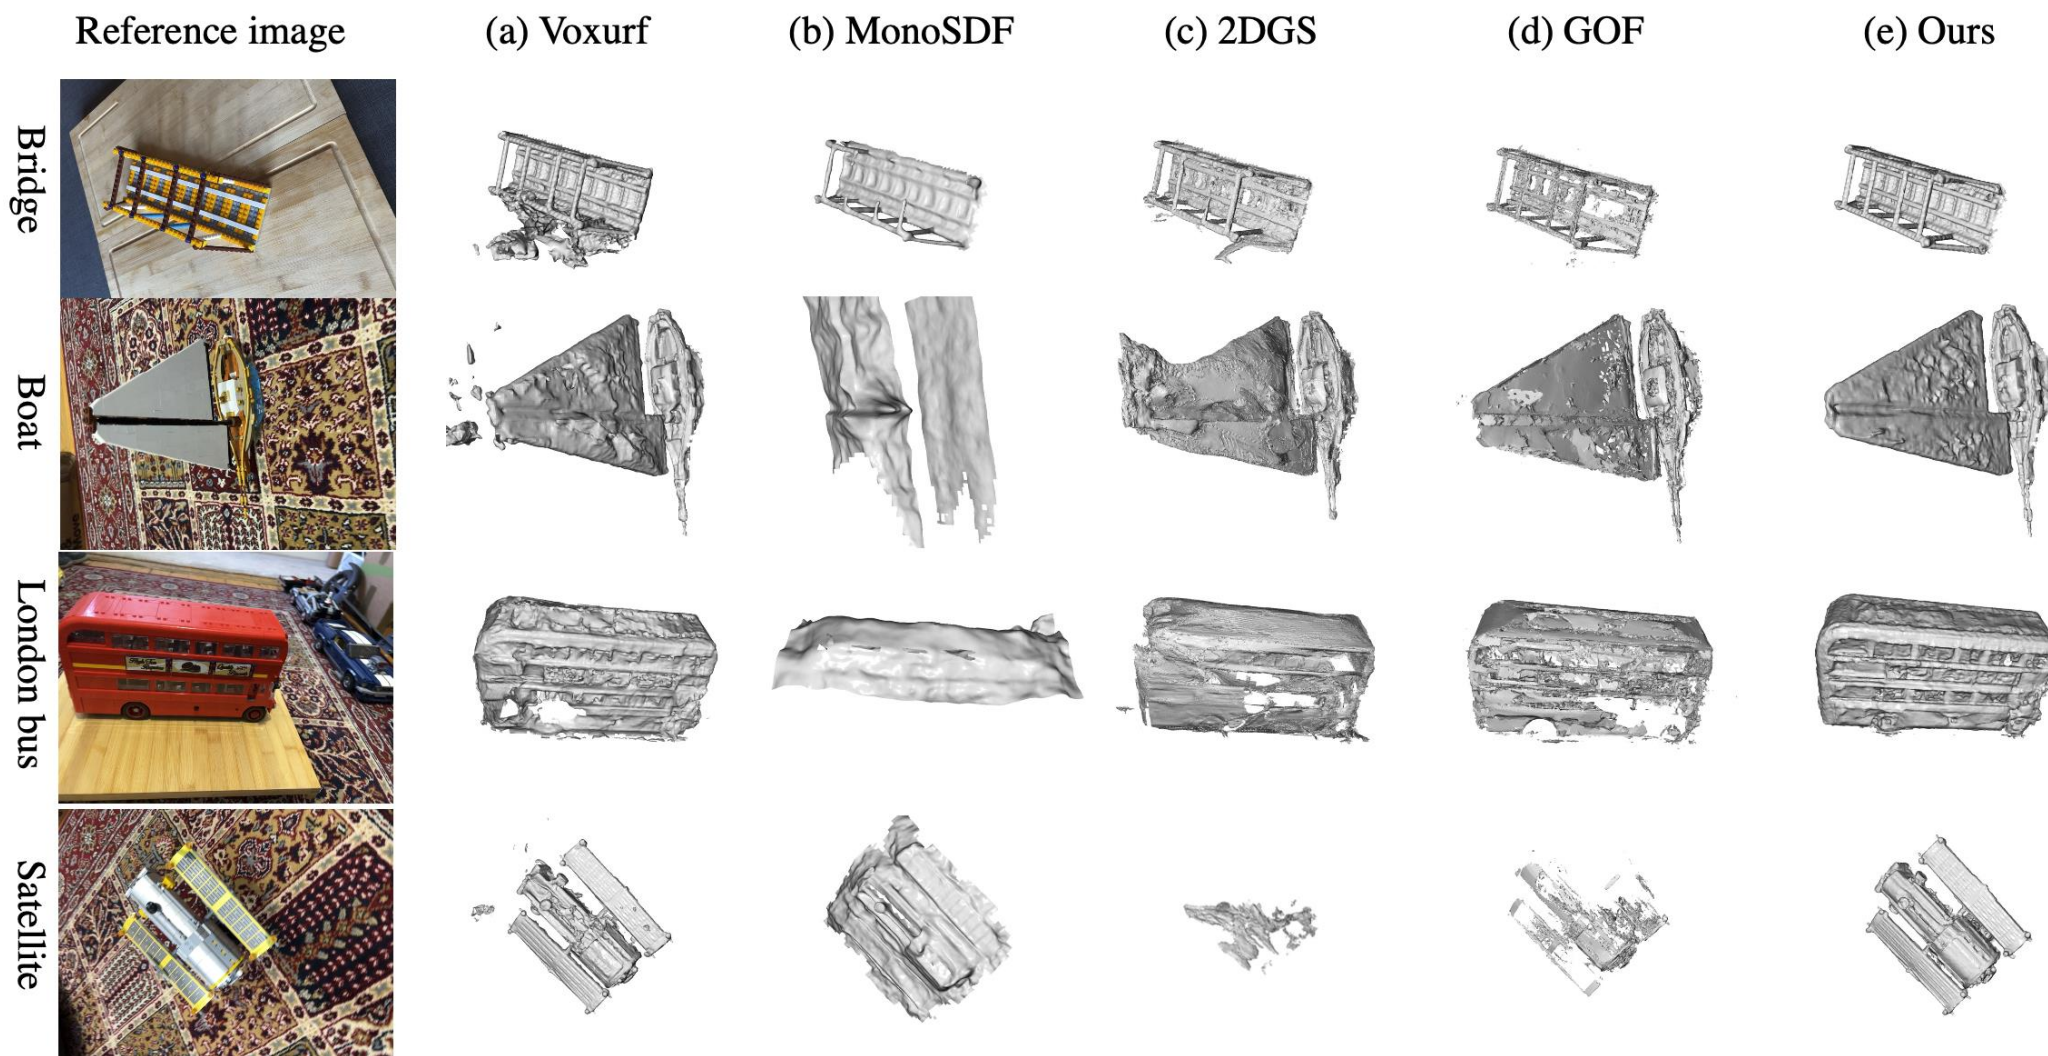 Reference image
(a) Voxurf
(b) MonoSDF
(c) 2DGS
(d) GOF
(e) Ours
Bridge
Boat
London bus
Satellite